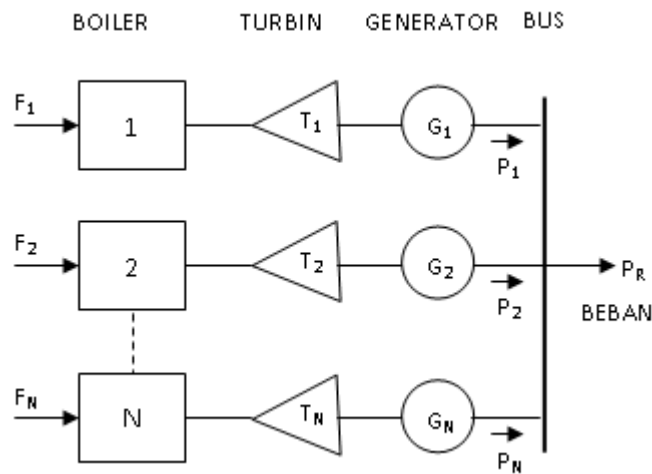 BOILER TURBIN GENERATOR BUS
F1 1 T1 G1
P1
F2 2 T2 G2 PR
P2 BEBAN
FN N TN GN
PN